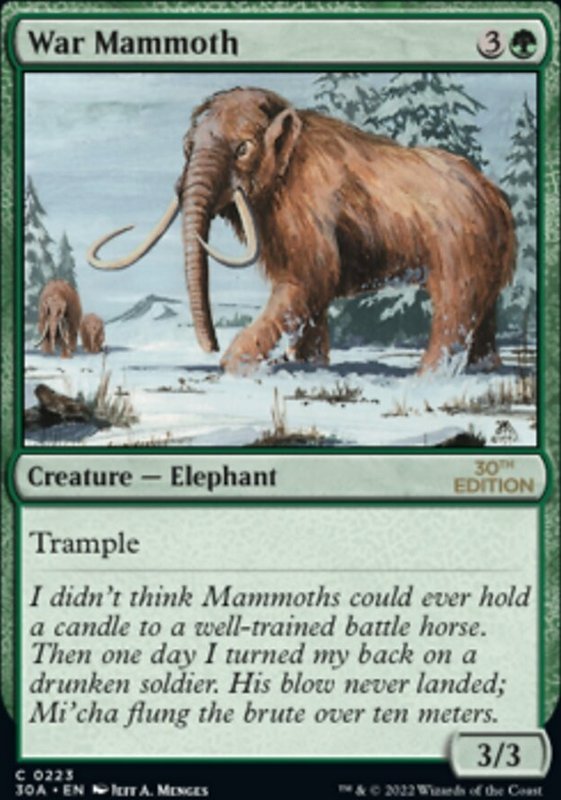 War Mammoth 3
Creature — Elephant
30TH
EDITION
Trample
I didn't think Mammoths could ever hold
a candle to a well-trained battle horse.
Then one day I turned my back on a
drunken soldier. His blow never landed;
Mi'cha flung the brute over ten meters.
3/3
C 0223
30A • EN Jeff A. Menges
™ & © 2022 Wizards of the Coast